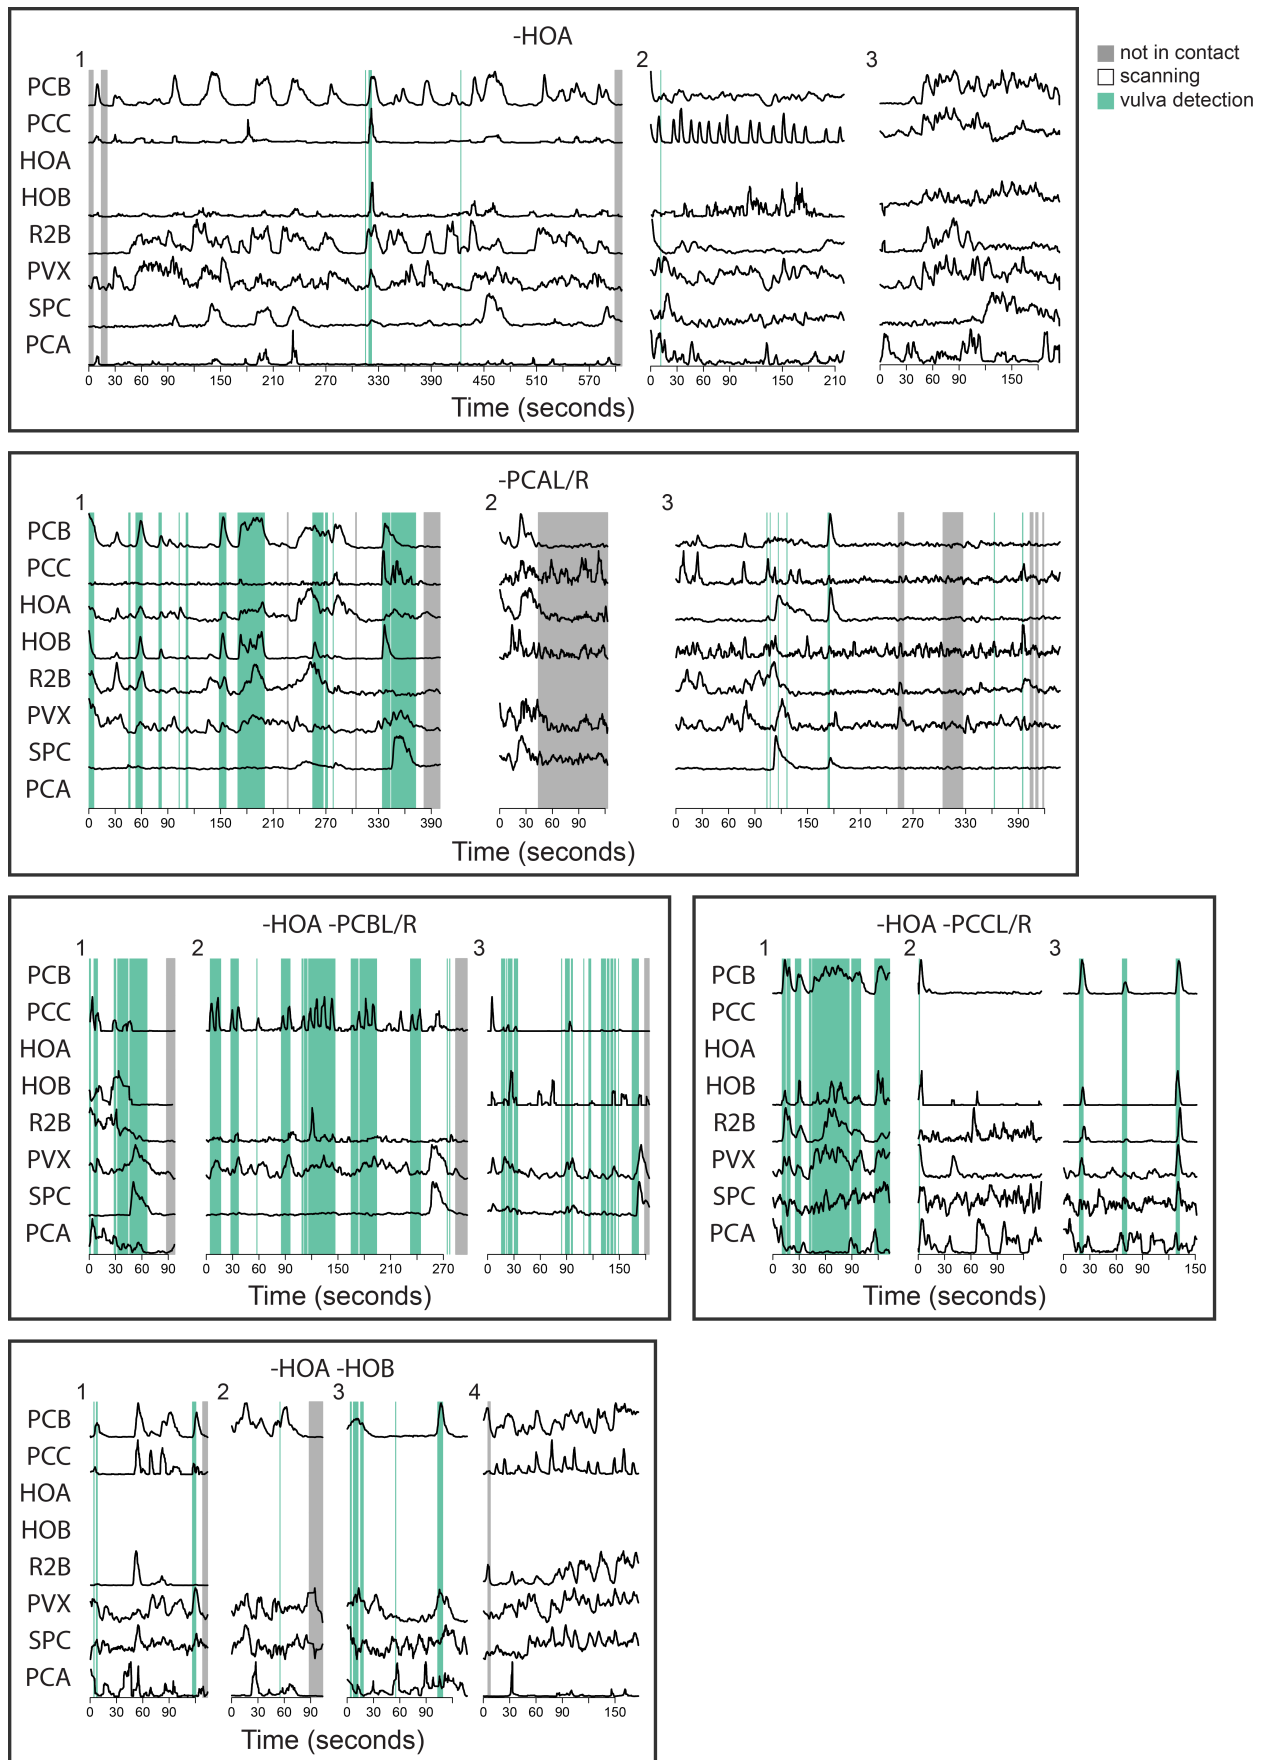 -HOA
1 2 3
not in contact
scanning
vulva detection
PCB
PCC
HOA
HOB
R2B
PVX
SPC
PCA
0 30 60 90 150 210 270 330 390 450 510 570
0 30 60 90 150 210
0 30 60 90 150
Time (seconds)
-PCAL/R
1 2 3
PCB
PCC
HOA
HOB
R2B
PVX
SPC
PCA
0 30 60 90 150 210 270 330 390
0 30 60 90
0 30 60 90 150 210 270 330 390
Time (seconds)
-HOA -PCBL/R
1 2 3
PCB
PCC
HOA
HOB
R2B
PVX
SPC
PCA
0 30 60 90
0 30 60 90 150 210 270
0 30 60 90 150
Time (seconds)
-HOA -PCCL/R
1 2 3
PCB
PCC
HOA
HOB
R2B
PVX
SPC
PCA
0 30 60 90
0 30 60 90
0 30 60 90 150
Time (seconds)
-HOA -HOB
1 2 3 4
PCB
PCC
HOA
HOB
R2B
PVX
SPC
PCA
0 30 60 90
0 30 60 90
0 30 60 90
0 30 60 90 150
Time (seconds)